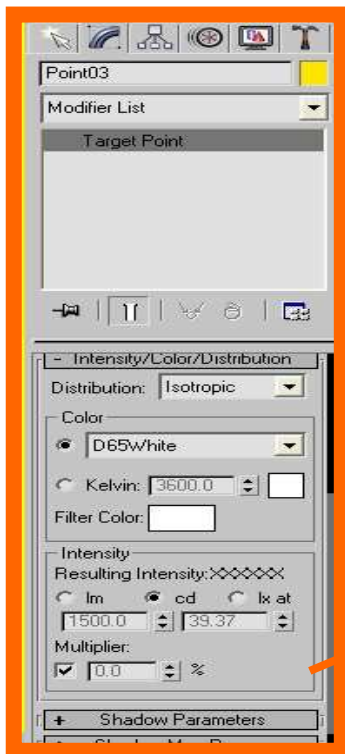 Point03
Modifier List
Target Point
- Intensity/Color/Distribution
Distribution: Isotropic
Color
D65White
Kelvin: 3600.0
Filter Color:
Intensity
Resulting Intensity:XXXXXX
lm cd lx at
1500.0 39.37
Multiplier:
0.0 %
+ Shadow Parameters